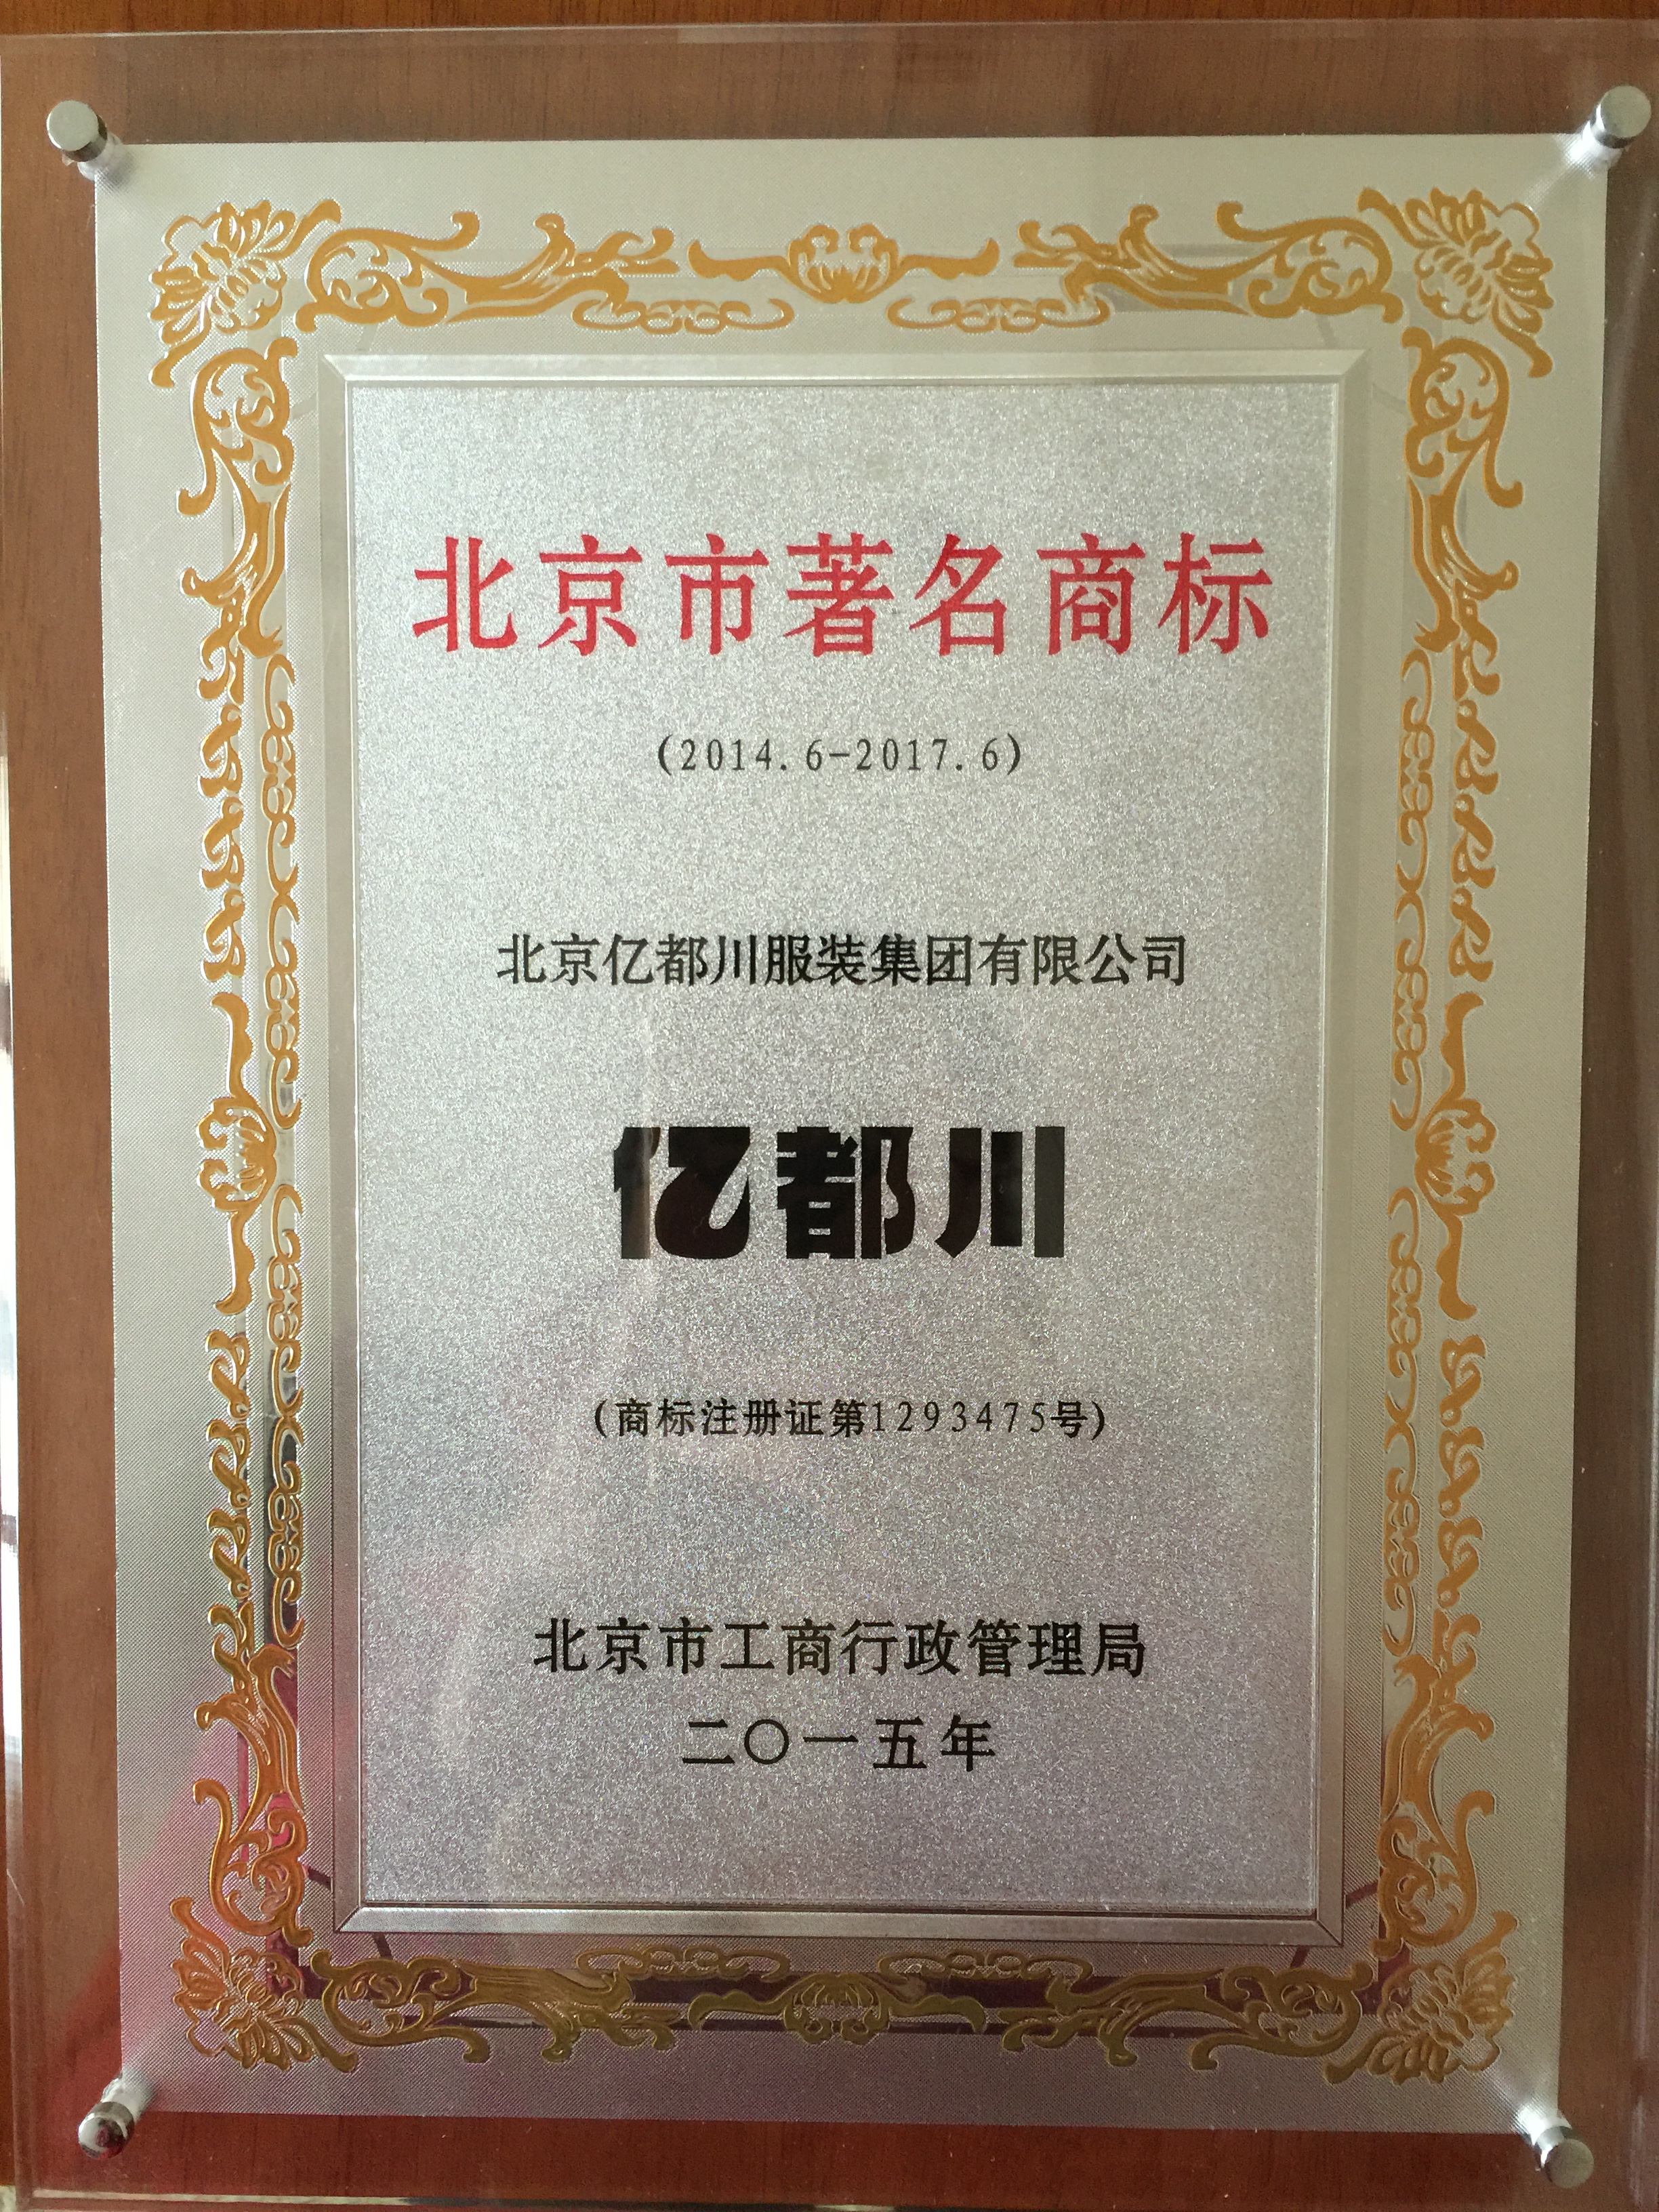 北京市著名商标
(2014.6-2017.6)
北京亿都川服装集团有限公司
亿都川
(商标注册证第1293475号)
北京市工商行政管理局
二〇一五年